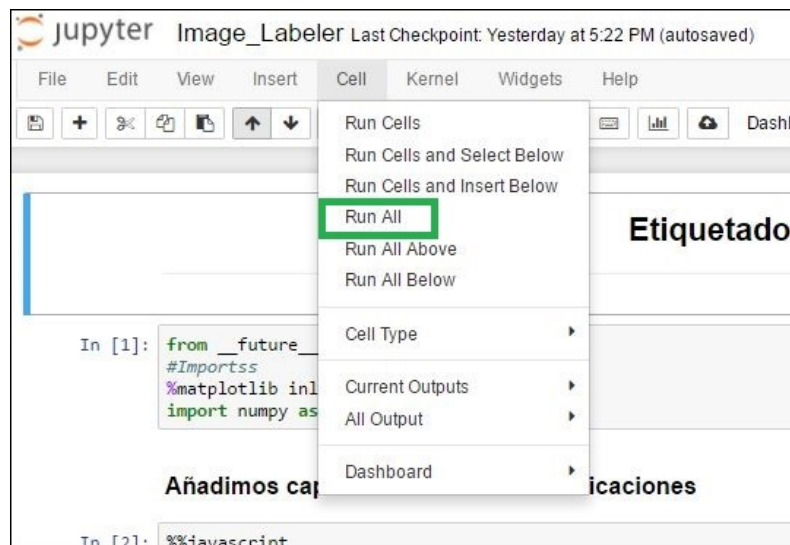 jupyter Image_Labeler Last Checkpoint: Yesterday at 5:22 PM (autosaved)
File Edit View Insert Cell Kernel Widgets Help
Dashl
Run Cells
Run Cells and Select Below
Run Cells and Insert Below
Run All
Run All Above
Run All Below
Cell Type
Current Outputs
All Output
Dashboard
Etiquetado
In [1]: from __future__
#Importss
%matplotlib inl
import numpy as
Añadimos cap icaciones
In [2]: %%javascript